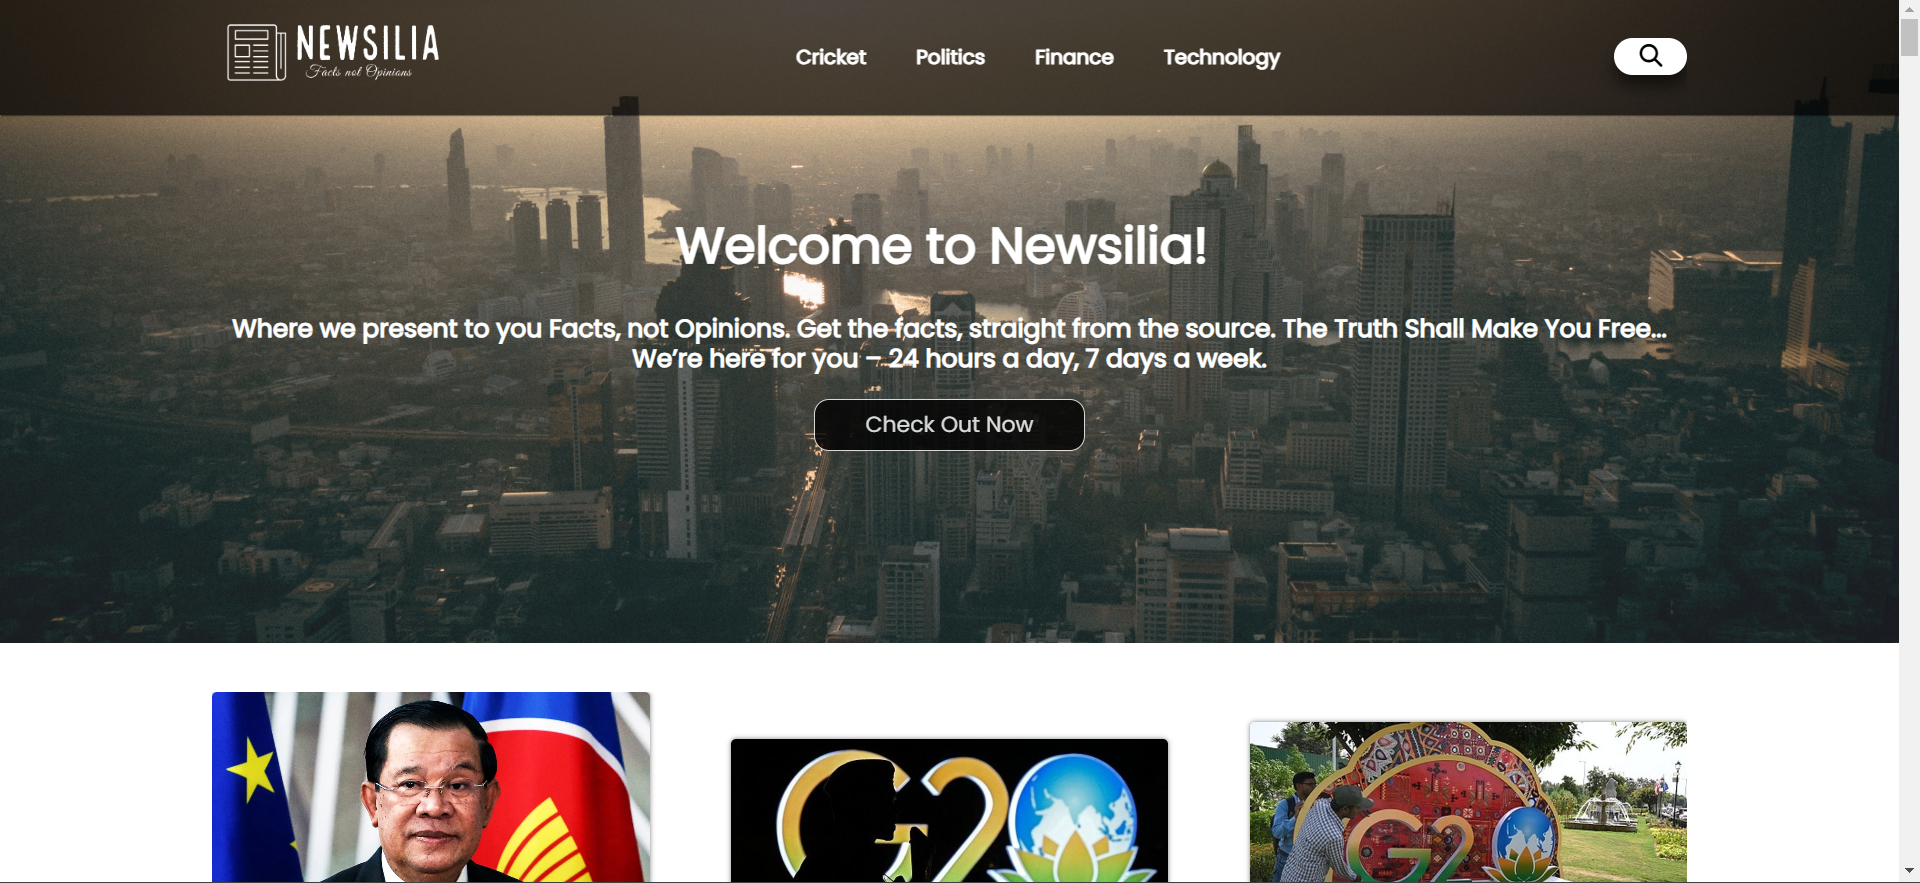 NEWSILIA
Facts not Opinions
Cricket Politics Finance Technology
Welcome to Newsilia!
Where we present to you Facts, not Opinions. Get the facts, straight from the source. The Truth Shall Make You Free...
We're here for you – 24 hours a day, 7 days a week.
Check Out Now
G20
G20